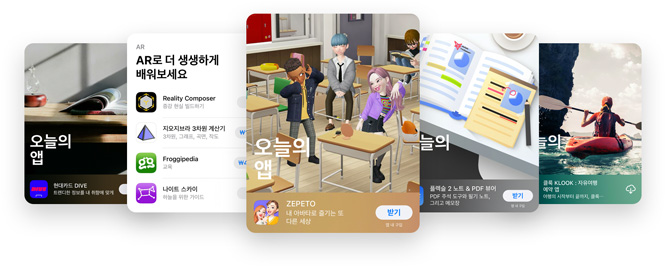 오늘의
앱
현대카드 DIVE
트렌디한 정보를 내 취향에 맞게
AR
AR로 더 생생하게
배워보세요
Reality Composer
증강 현실 빌드하기
지오지브라 3차원 계산기
3차원, 그래프, 곡면, 작도
Froggipedia
교육
나이트 스카이
하늘을 위한 가이드
오늘의
앱
ZEPETO
내 아바타로 즐기는 또
다른 세상
받기
앱 내 구입
오늘의
앱
플렉슬 2 노트 & PDF 뷰어
PDF 주석 도구와 필기 노트,
그리고 메모장
받기
앱 내 구입
오늘의
클룩 KLOOK : 자유여행
예약 앱
여행의 시작부터 끝까지, 클룩